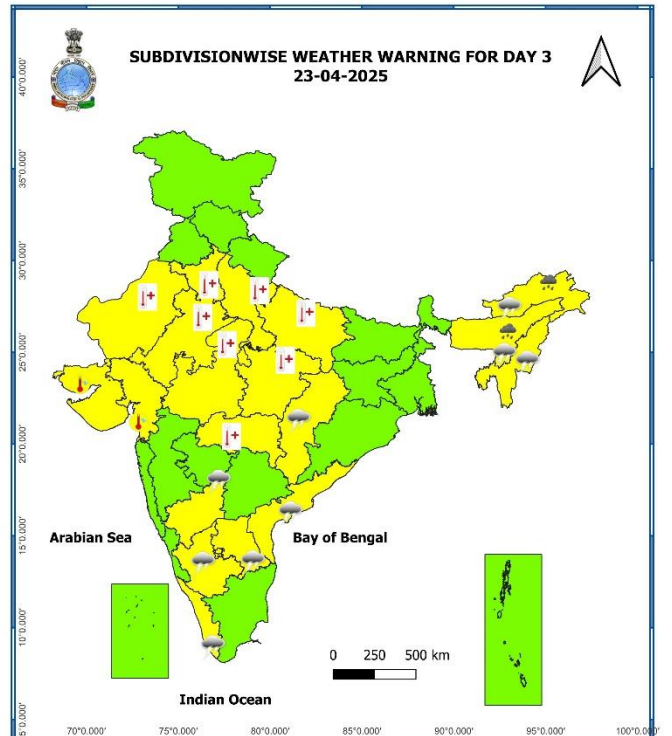 SUBDIVISIONWISE WEATHER WARNING FOR DAY 3
23-04-2025
40°0.000'
35°0.000'
30°0.000'
25°0.000'
20°0.000'
15°0.000'
10°0.000'
5°0.000'
Arabian Sea
Bay of Bengal
0 250 500 km
Indian Ocean
70°0.000' 75°0.000' 80°0.000' 85°0.000' 90°0.000' 95°0.000' 100°0.000'